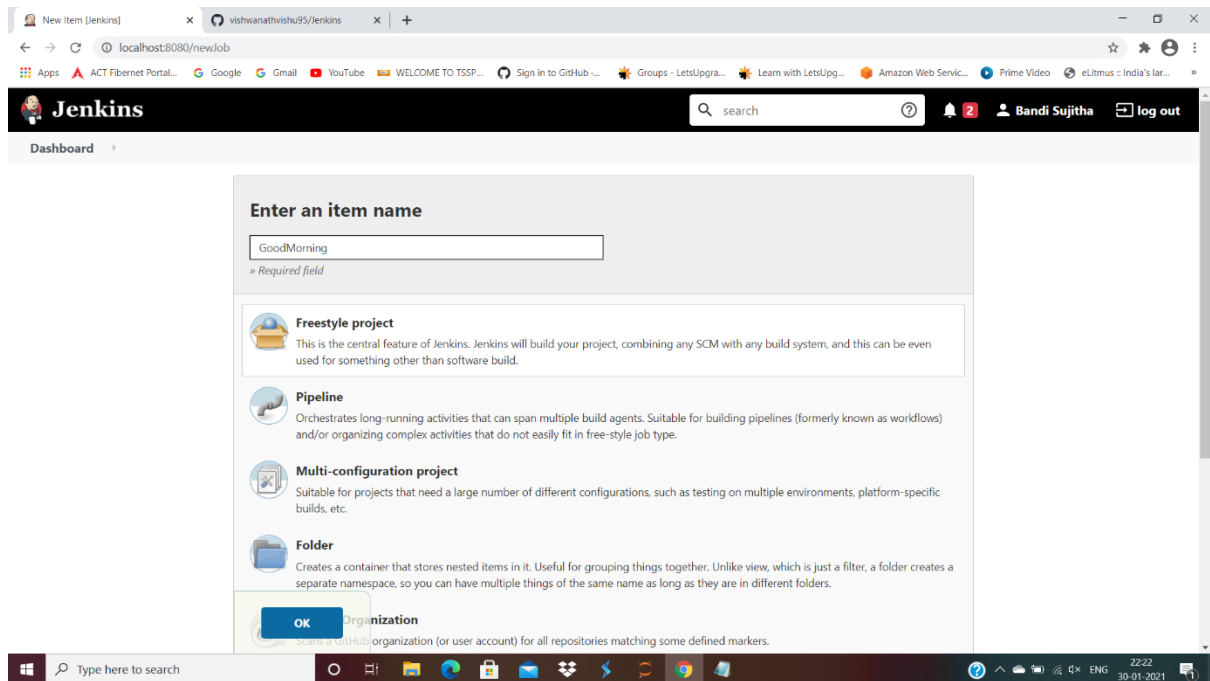 New Item [Jenkins]
vishwanathvishu95/Jenkins
localhost:8080/newJob
Apps
ACT Fibernet Portal...
Google
Gmail
YouTube
WELCOME TO TSSP...
Sign in to GitHub ·...
Groups - LetsUpgra...
Learn with LetsUpg...
Amazon Web Servic...
Prime Video
eLitmus :: India's lar...
»
Jenkins
search
2
Bandi Sujitha
log out
Dashboard
Enter an item name
GoodMorning
» Required field
Freestyle project
This is the central feature of Jenkins. Jenkins will build your project, combining any SCM with any build system, and this can be even
used for something other than software build.
Pipeline
Orchestrates long-running activities that can span multiple build agents. Suitable for building pipelines (formerly known as workflows)
and/or organizing complex activities that do not easily fit in free-style job type.
Multi-configuration project
Suitable for projects that need a large number of different configurations, such as testing on multiple environments, platform-specific
builds, etc.
Folder
Creates a container that stores nested items in it. Useful for grouping things together. Unlike view, which is just a filter, a folder creates a
separate namespace, so you can have multiple things of the same name as long as they are in different folders.
OK
Organization
Scans a GitHub organization (or user account) for all repositories matching some defined markers.
Type here to search
ENG
22:22
30-01-2021
1